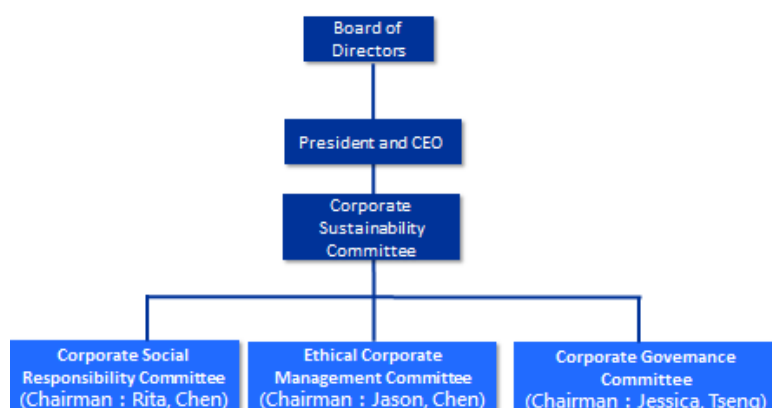 Board of
Directors
President and CEO
Corporate
Sustainability
Committee
Corporate Social
Responsibility Committee
(Chairman：Rita, Chen)
Ethical Corporate
Management Committee
(Chairman：Jason, Chen)
Corporate Governance
Committee
(Chairman：Jessica, Tseng)